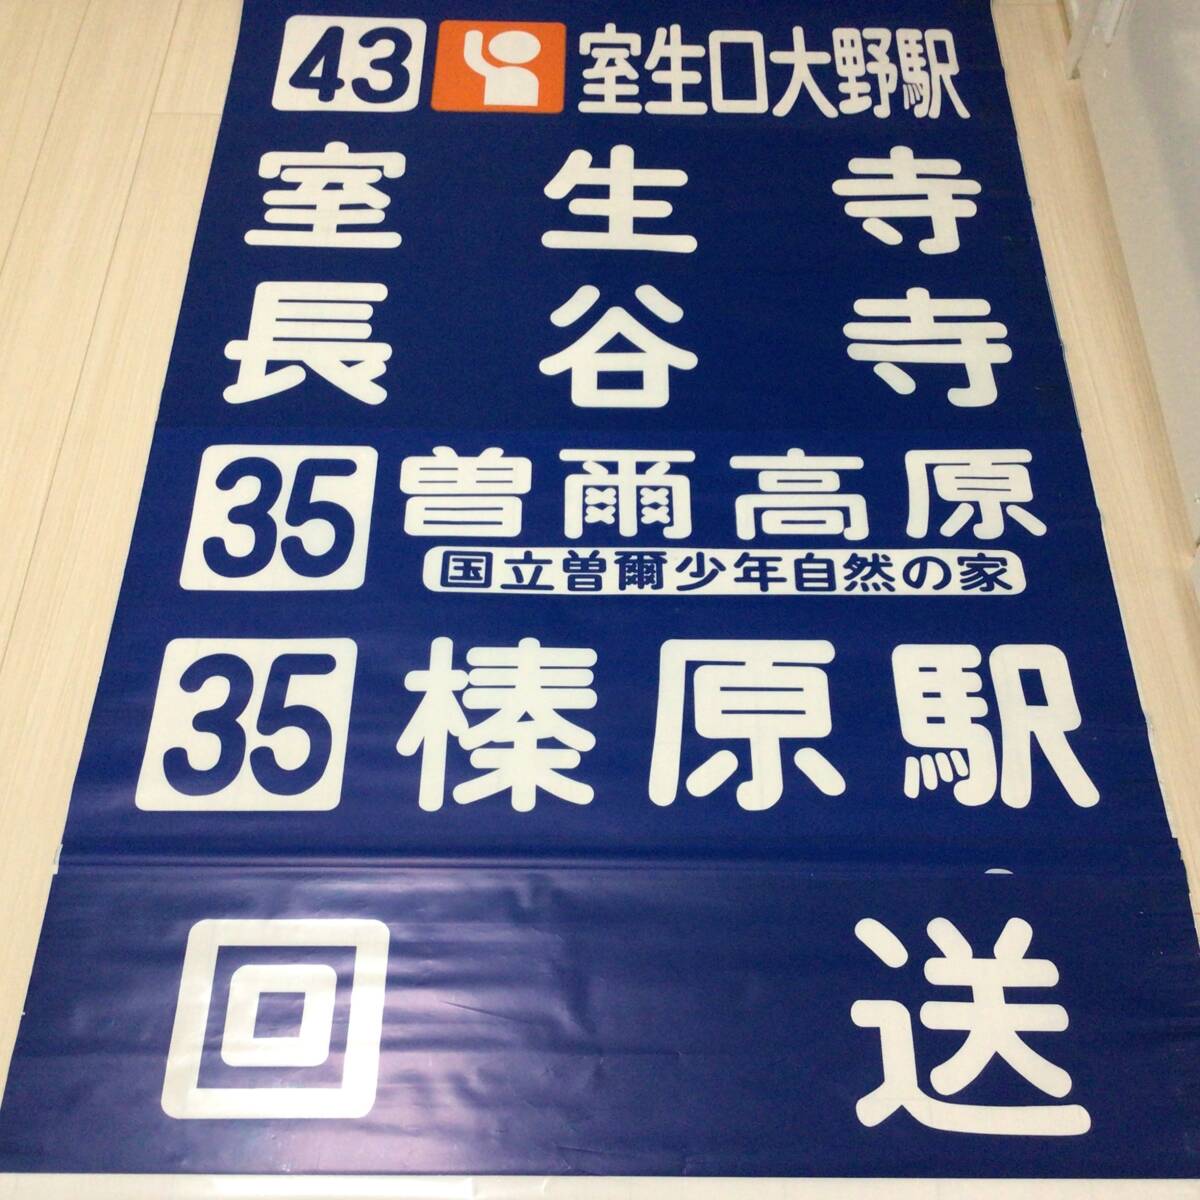 43 室生口大野駅
室生寺
長谷寺
35 曽爾高原
国立曽爾少年自然の家
35 榛原駅
回送